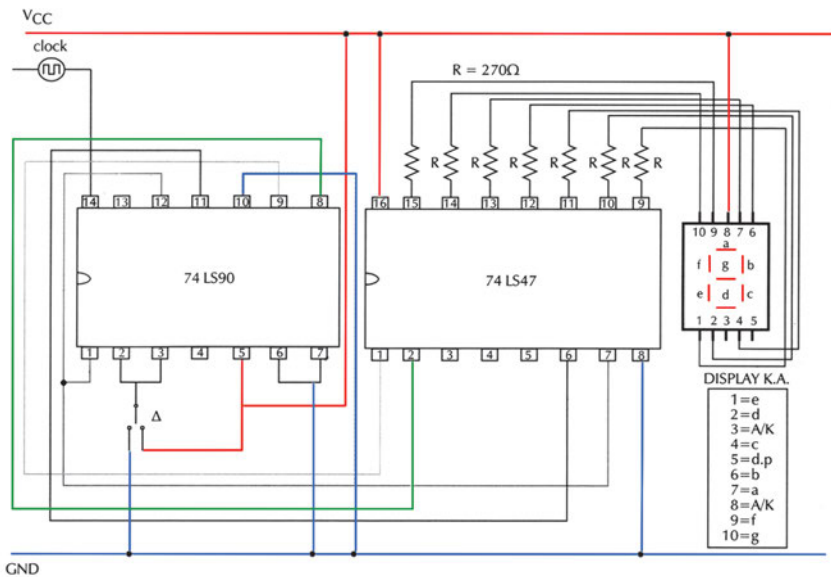 VCC
clock
R = 270Ω
R R R R R R R
14 13 12 11 10 9 8
16 15 14 13 12 11 10 9
10 9 8 7 6
a
f g b
e d c
1 2 3 4 5
74 LS90
74 LS47
1 2 3 4 5 6 7
1 2 3 4 5 6 7 8
Δ
DISPLAY K.A.
1=e
2=d
3=A/K
4=c
5=d.p
6=b
7=a
8=A/K
9=f
10=g
GND